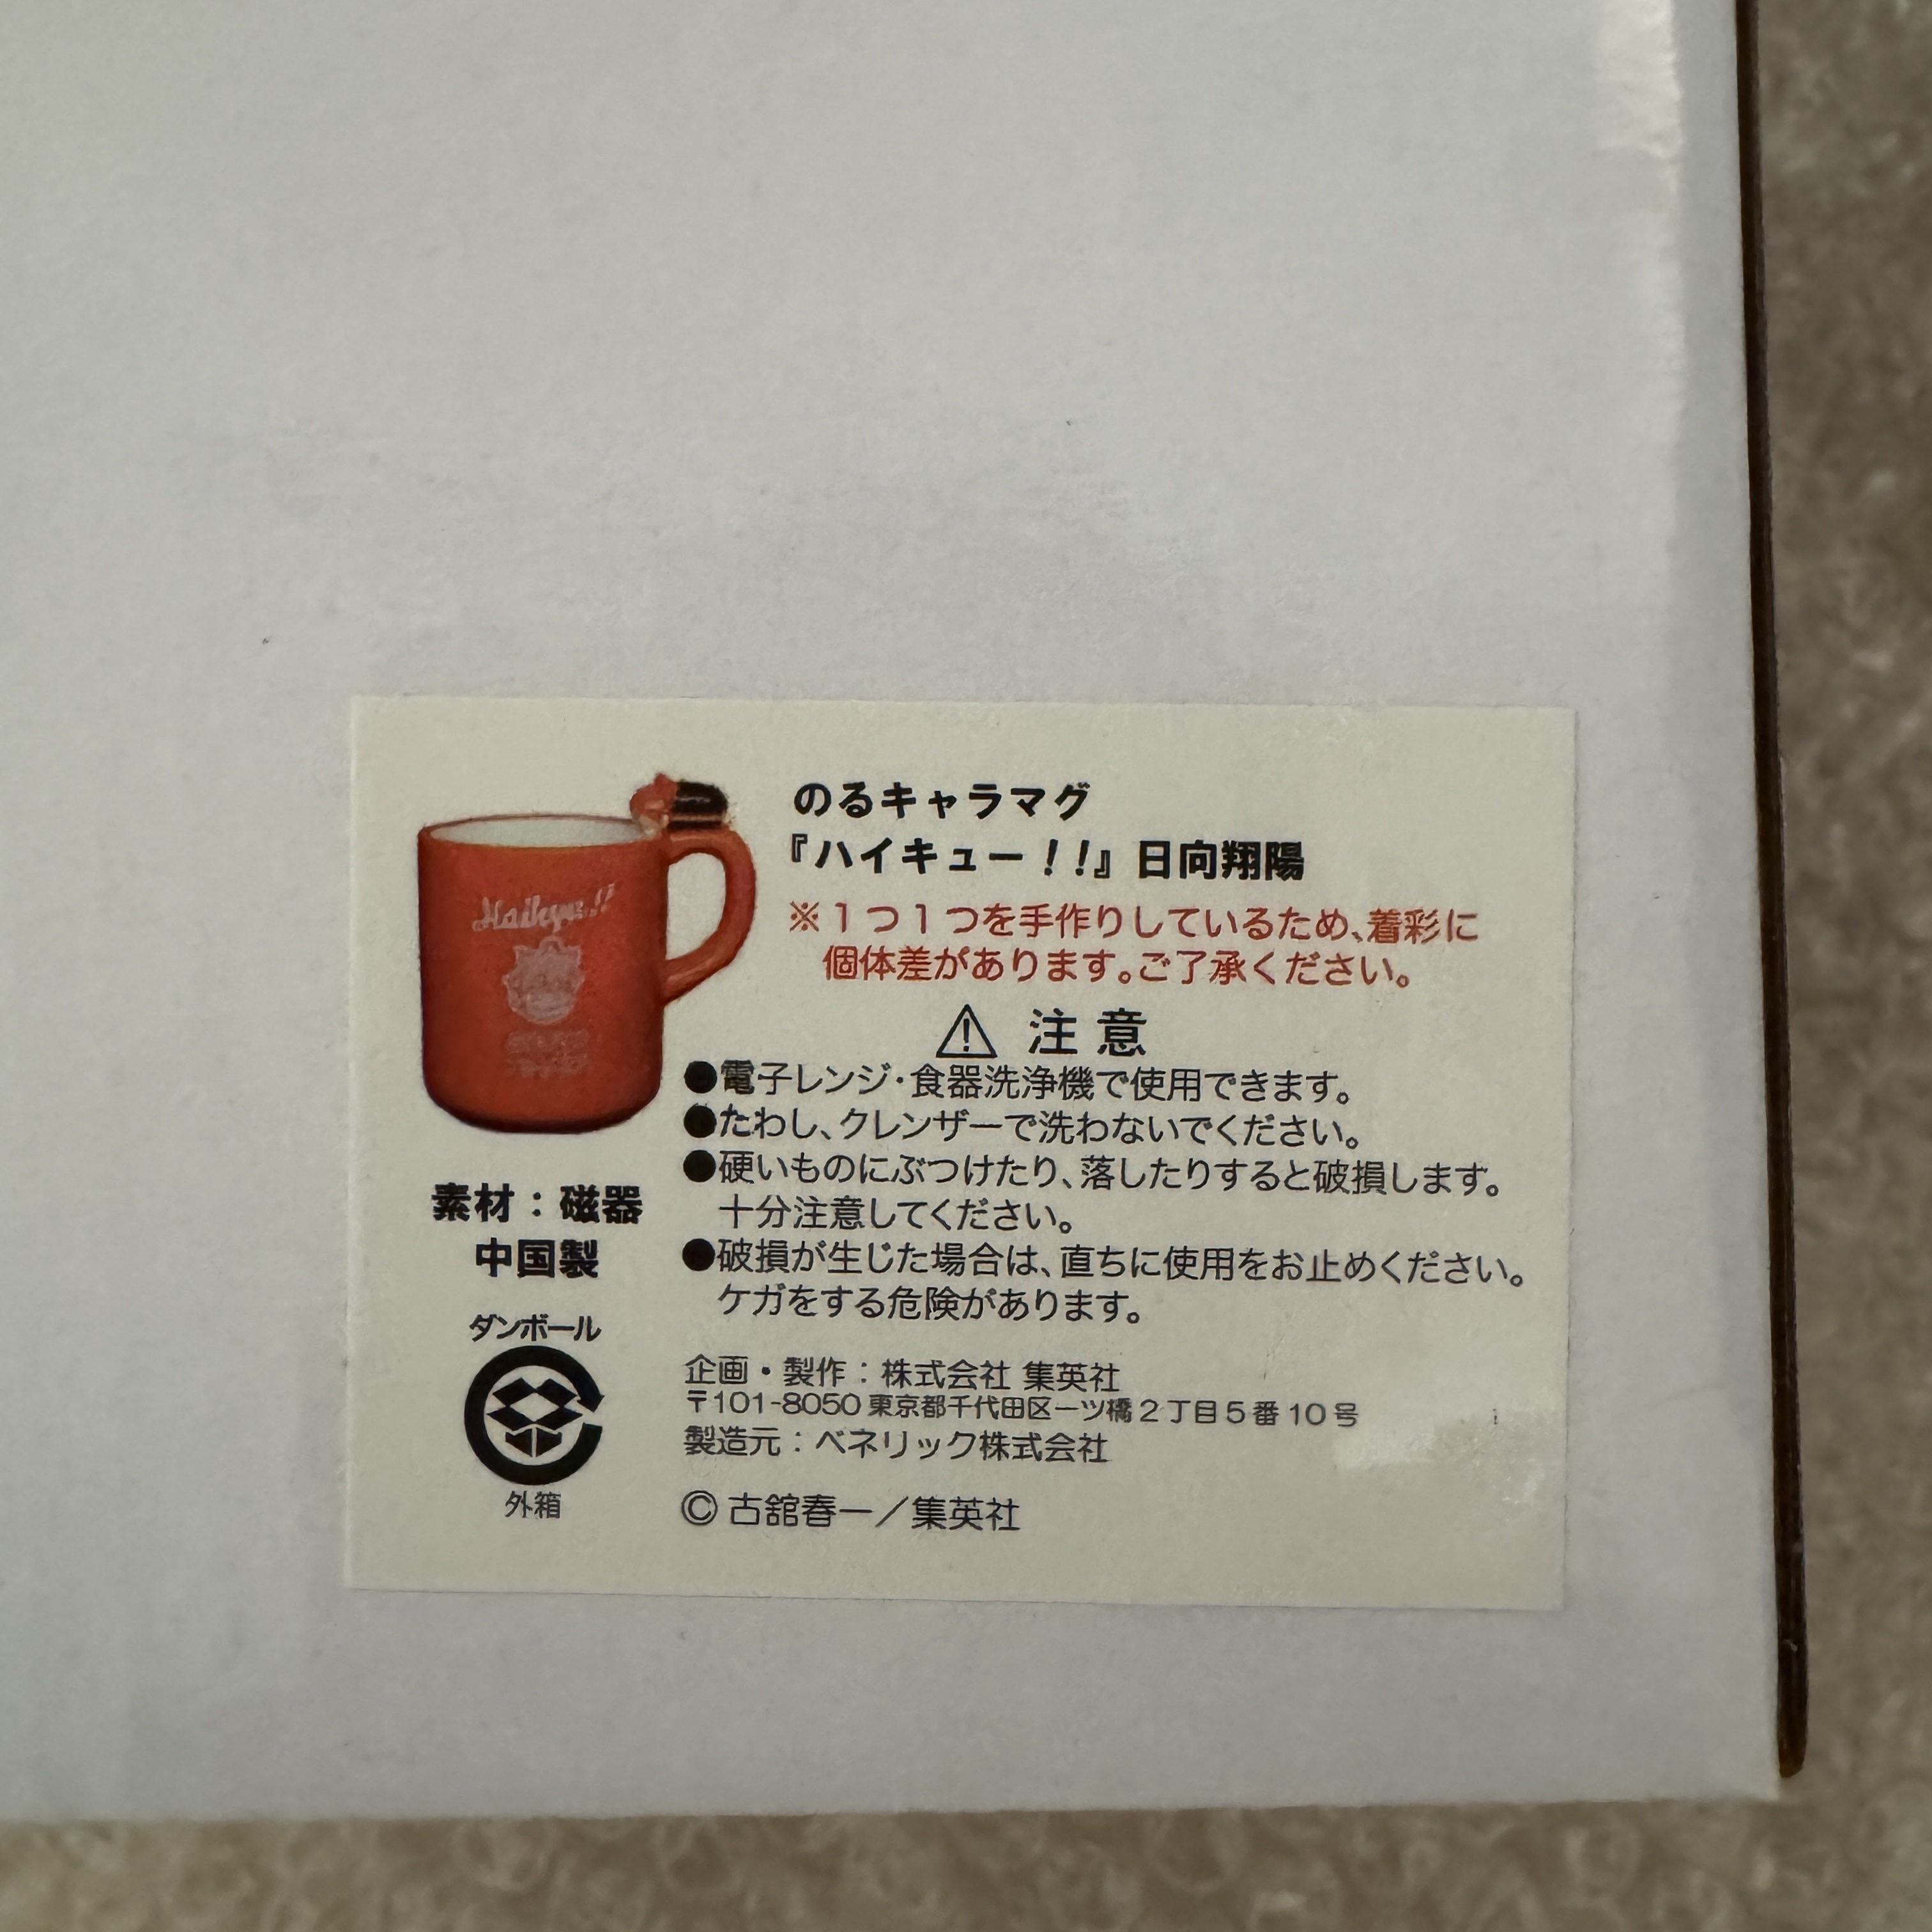 のるキャラマグ
『ハイキュー!!』日向翔陽
※1つ1つを手作りしているため、着彩に
個体差があります。ご了承ください。
⚠ 注意
●電子レンジ・食器洗浄機で使用できます。
●たわし、クレンザーで洗わないでください。
●硬いものにぶつけたり、落したりすると破損します。
十分注意してください。
●破損が生じた場合は、直ちに使用をお止めください。
ケガをする危険があります。
企画・製作：株式会社 集英社
〒101-8050 東京都千代田区一ツ橋2丁目5番10号
製造元：ベネリック株式会社
© 古舘春一／集英社
Haikyu!!
素材：磁器
中国製
ダンボール
外箱